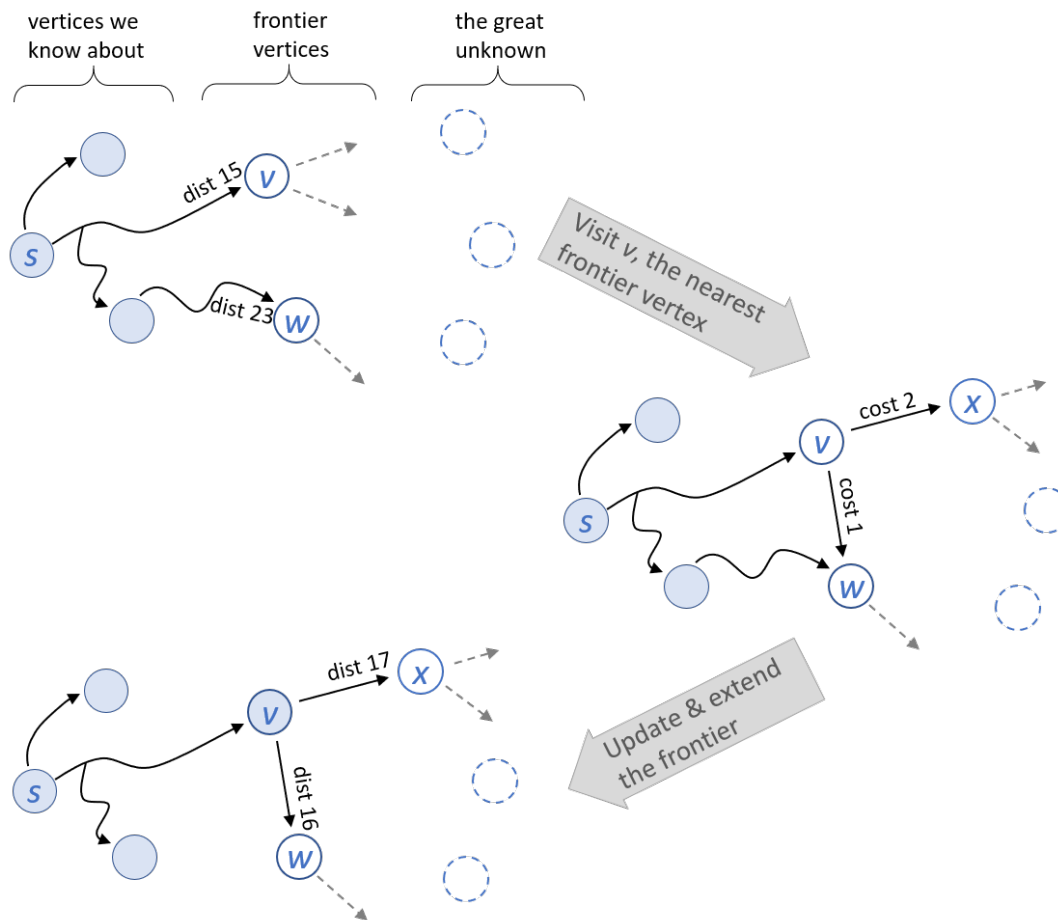 vertices we
know about
frontier
vertices
the great
unknown
dist 15
v
s
dist 23
w
Visit v, the nearest
frontier vertex
cost 2
x
v
cost 1
s
w
dist 17
x
v
Update & extend
the frontier
s
dist 16
w